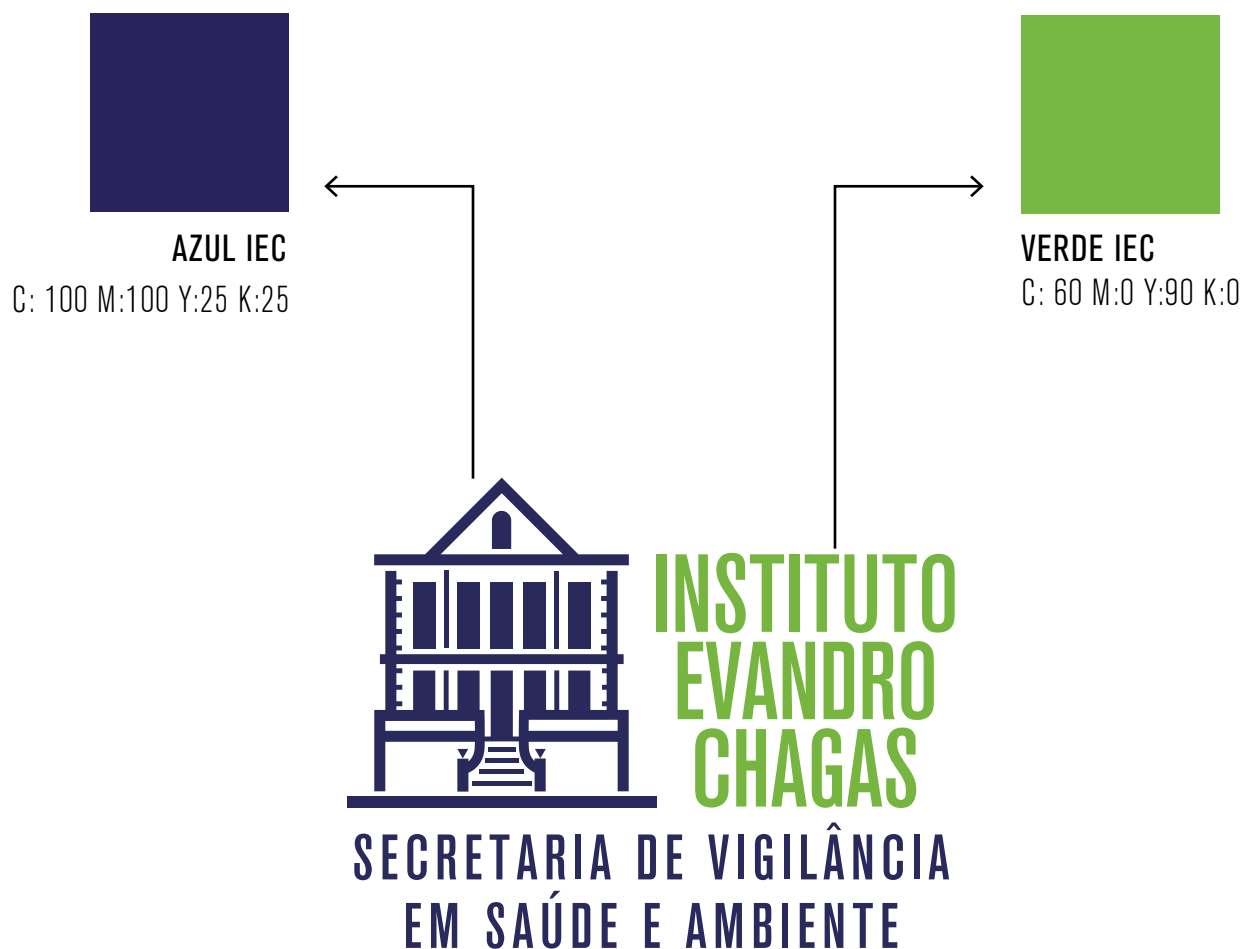 AZUL IEC
C: 100 M:100 Y:25 K:25
VERDE IEC
C: 60 M:0 Y:90 K:0
INSTITUTO
EVANDRO
CHAGAS
SECRETARIA DE VIGILÂNCIA
EM SAÚDE E AMBIENTE